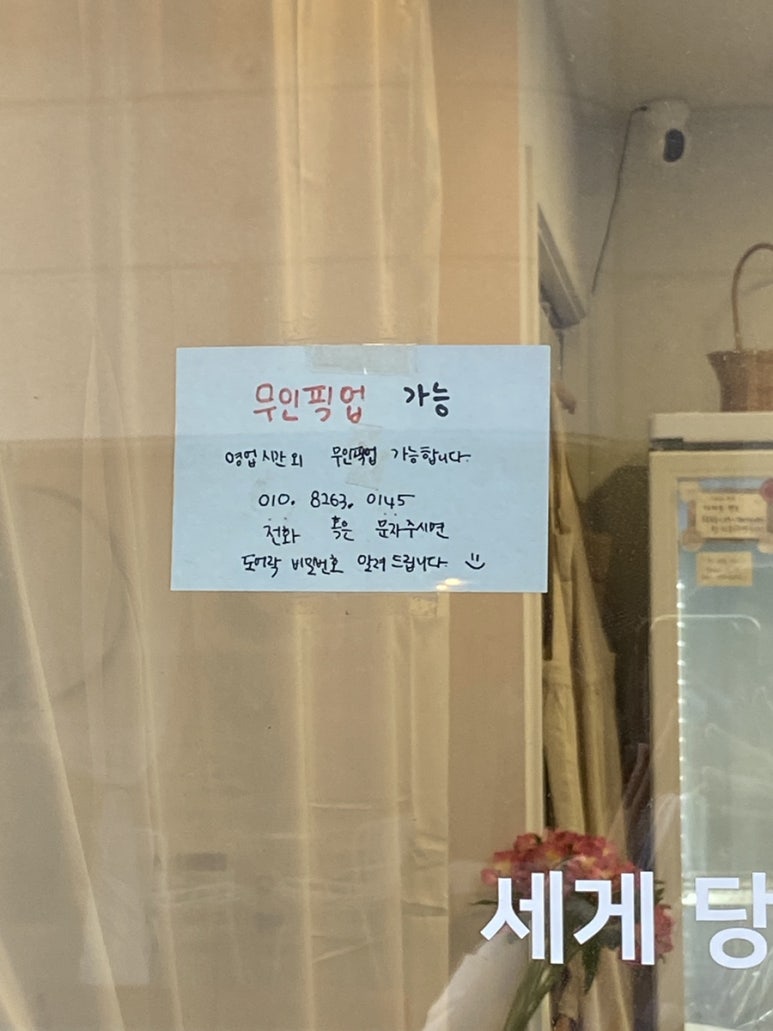 무인픽업 가능
영업시간 외 무인픽업 가능합니다.
010. 8263. 0145
전화 혹은 문자주시면
도어락 비밀번호 알려드립니다
세게 당